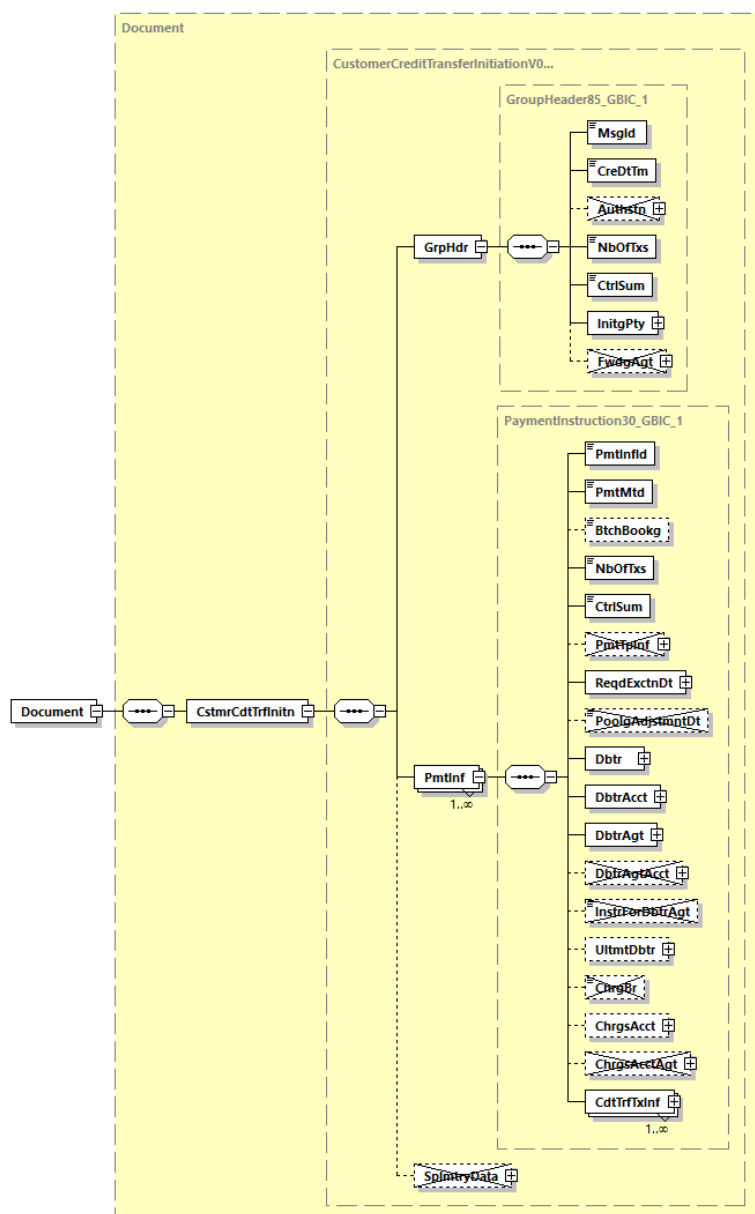 Document
CustomerCreditTransferInitiationV0...
GroupHeader85_GBIC_1
MsgId
CreDtTm
Authstn
GrpHdr
NbOfTxs
CtrlSum
InitgPty
FwdgAgt
PaymentInstruction30_GBIC_1
PmtInfId
PmtMtd
BtchBookg
NbOfTxs
CtrlSum
PmtTpInf
ReqdExctnDt
Document
CstmrCdtTrfInitn
PoolgAdjstmntDt
Dbtr
PmtInf
1..∞
DbtrAcct
DbtrAgt
DbtrAgtAcct
InstrForDbtrAgt
UltmtDbtr
ChrgBr
ChrgsAcct
ChrgsAcctAgt
CdtTrfTxInf
1..∞
SplmtryData